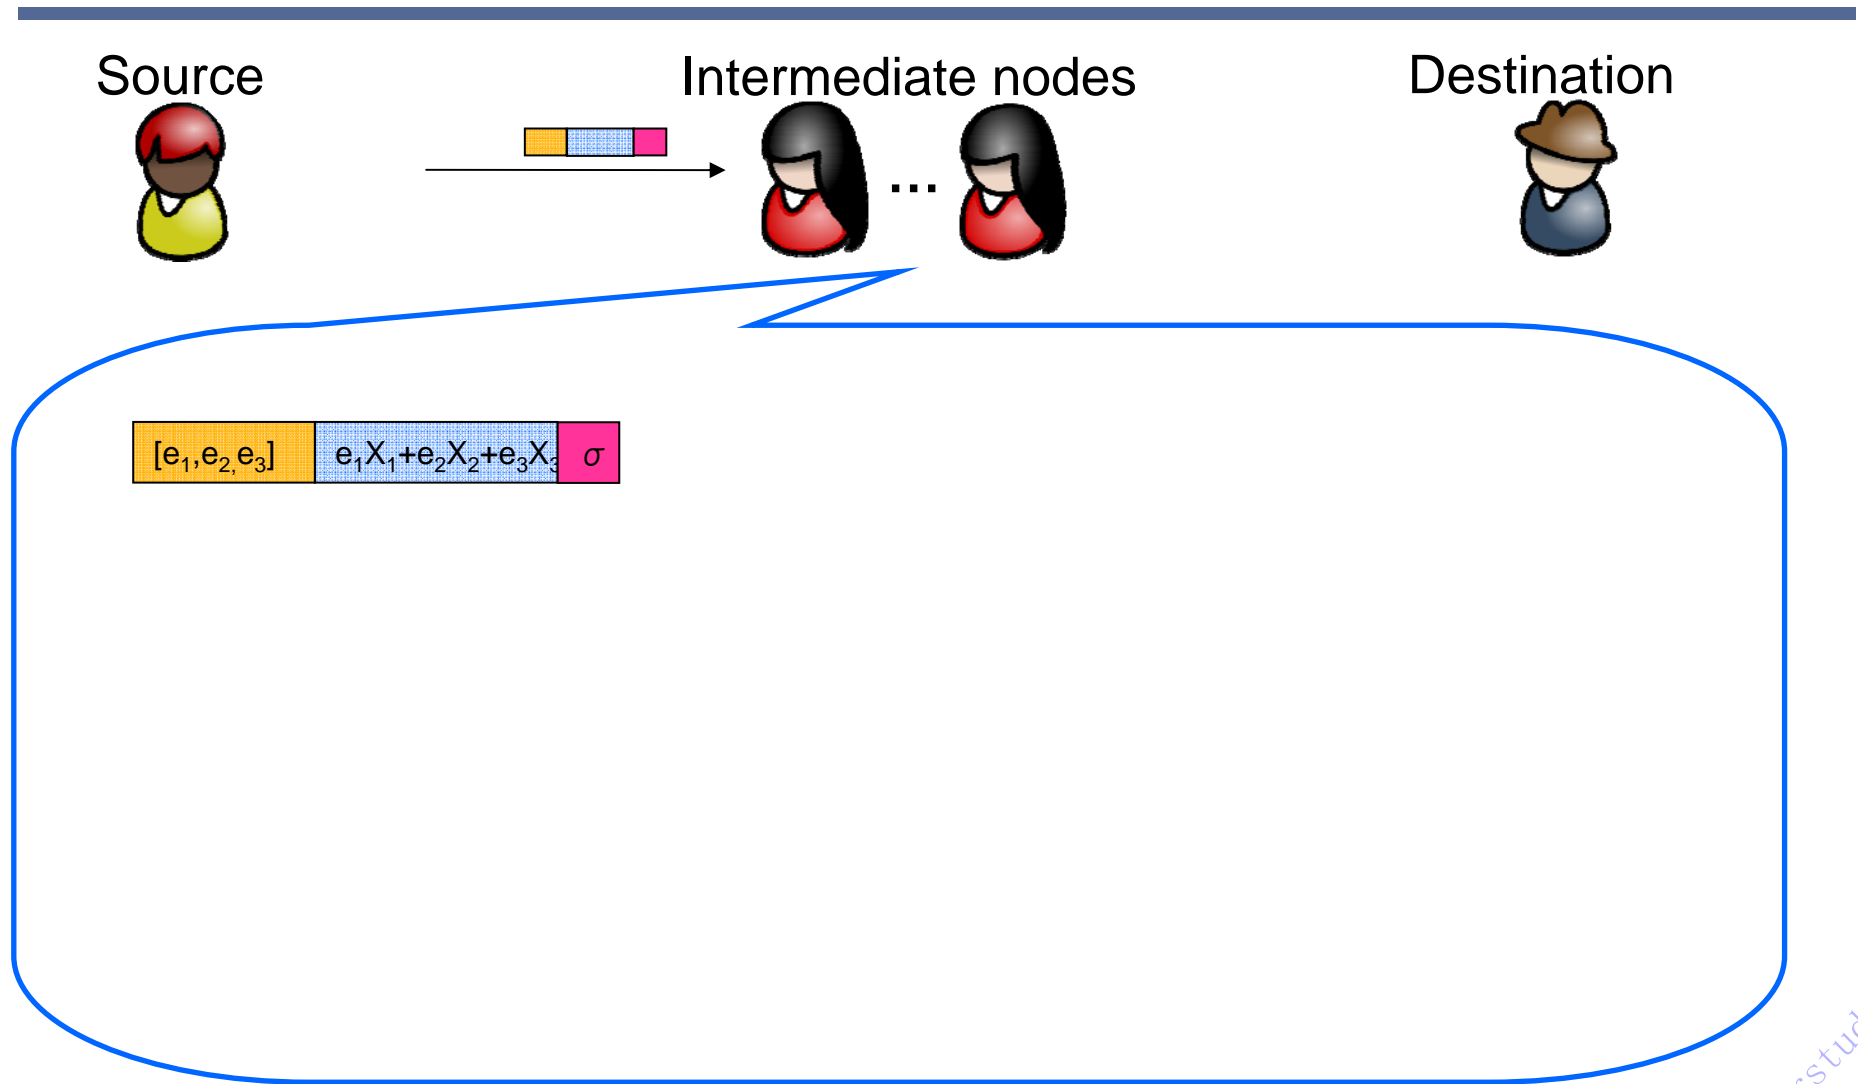 Source
Intermediate nodes
Destination
...
[e₁,e₂,e₃]
e₁X₁+e₂X₂+e₃X₃
σ